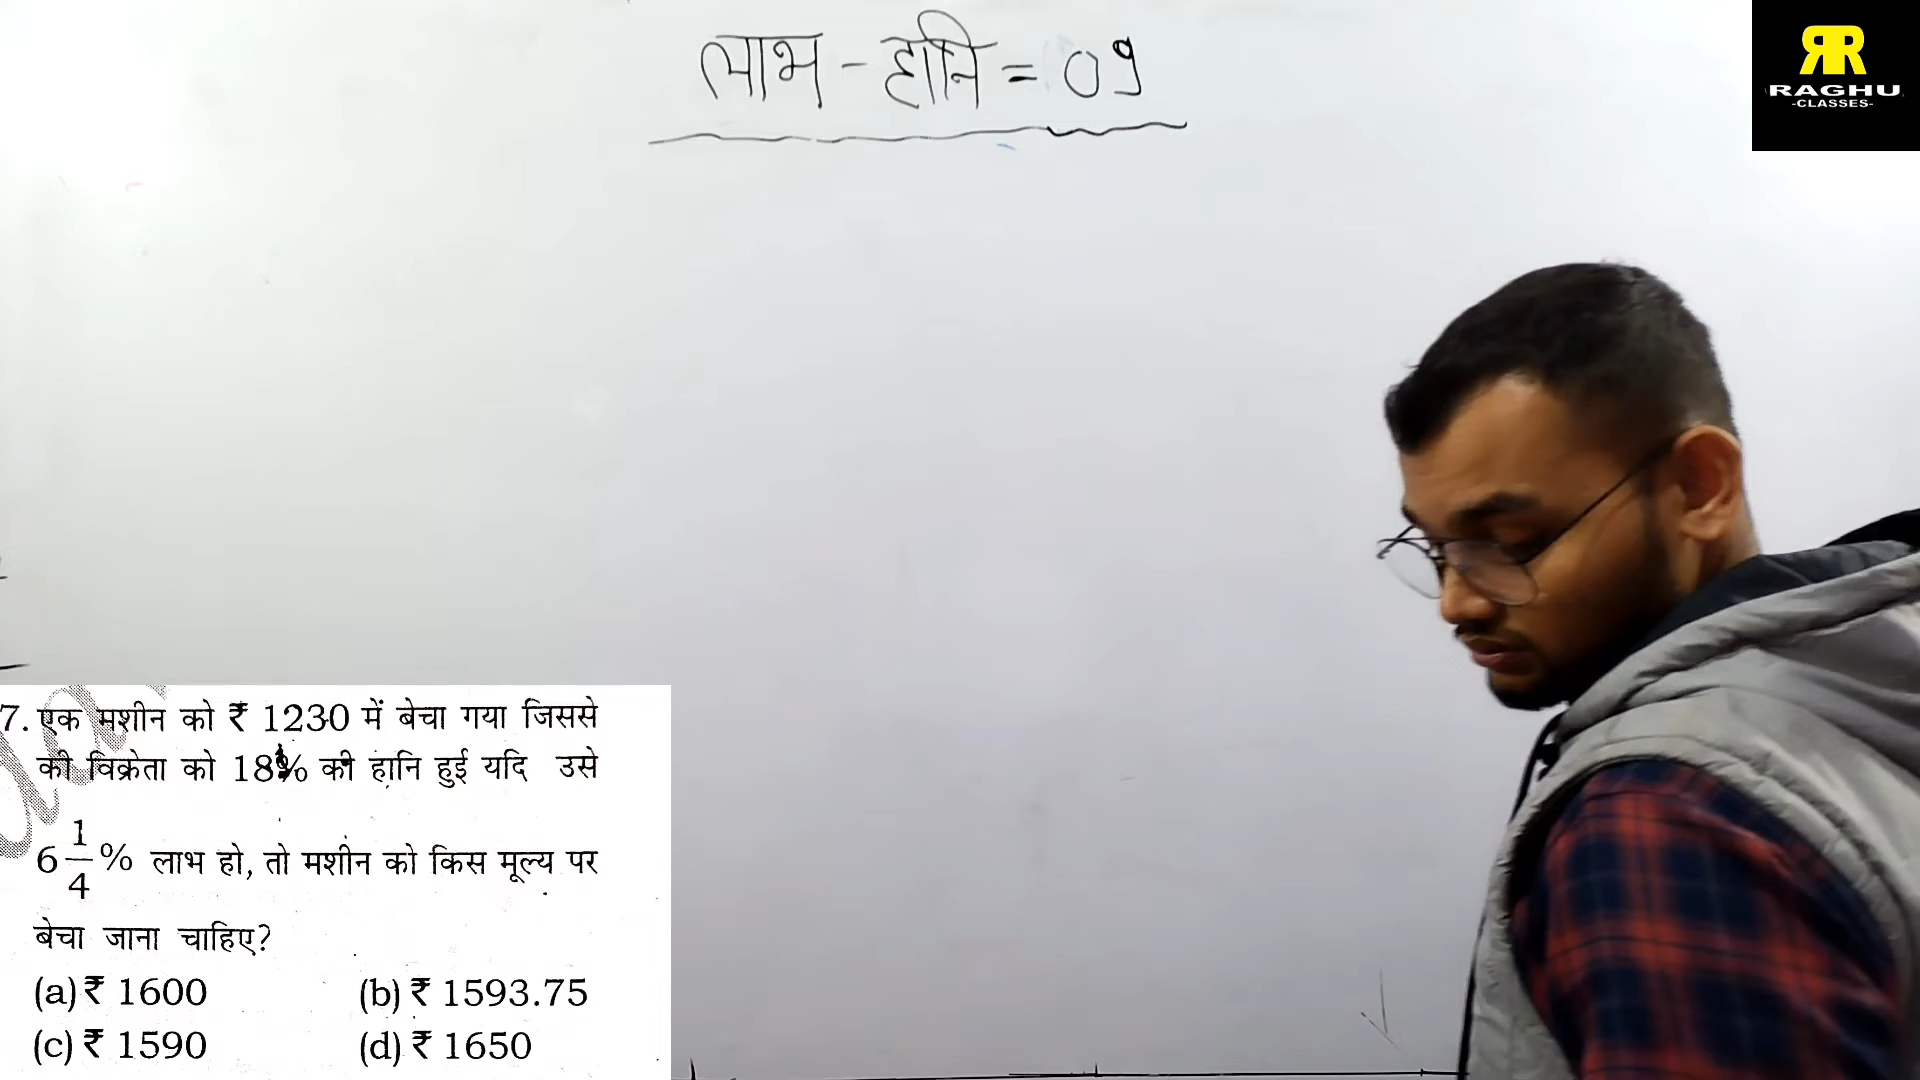 लाभ - हानि = 09
RAGHU
-CLASSES-
7. एक मशीन को ₹ 1230 में बेचा गया जिससे
की विक्रेता को 18% की हानि हुई यदि उसे
6 1/4 % लाभ हो, तो मशीन को किस मूल्य पर
बेचा जाना चाहिए?
(a) ₹ 1600 (b) ₹ 1593.75
(c) ₹ 1590 (d) ₹ 1650